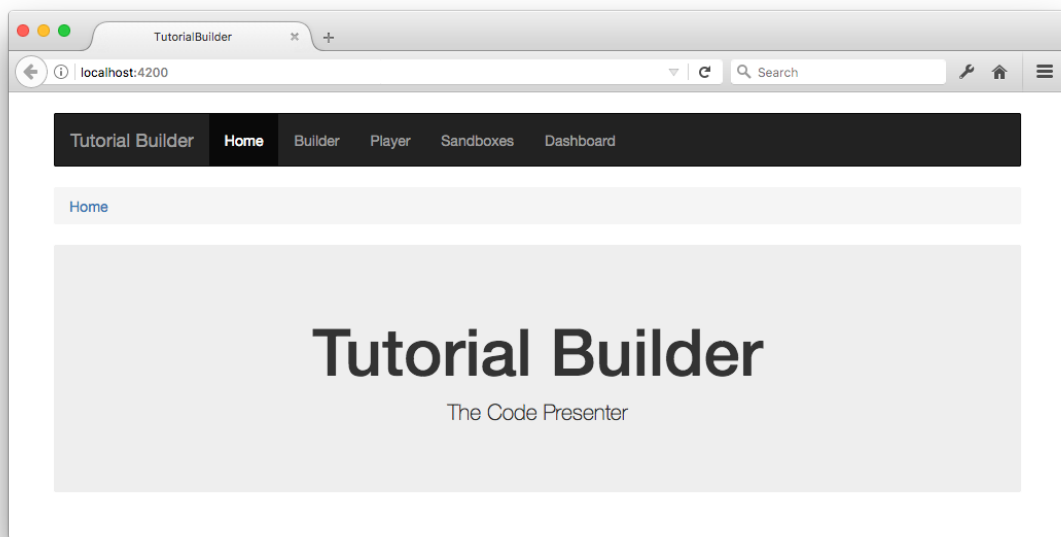 TutorialBuilder
localhost:4200
Search
Tutorial Builder Home Builder Player Sandboxes Dashboard
Home
Tutorial Builder
The Code Presenter